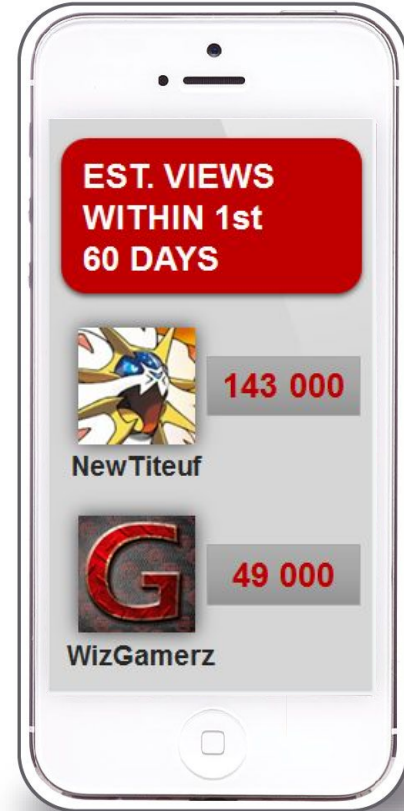 EST. VIEWS
WITHIN 1st
60 DAYS
143 000
NewTiteuf
G
49 000
WizGamerz